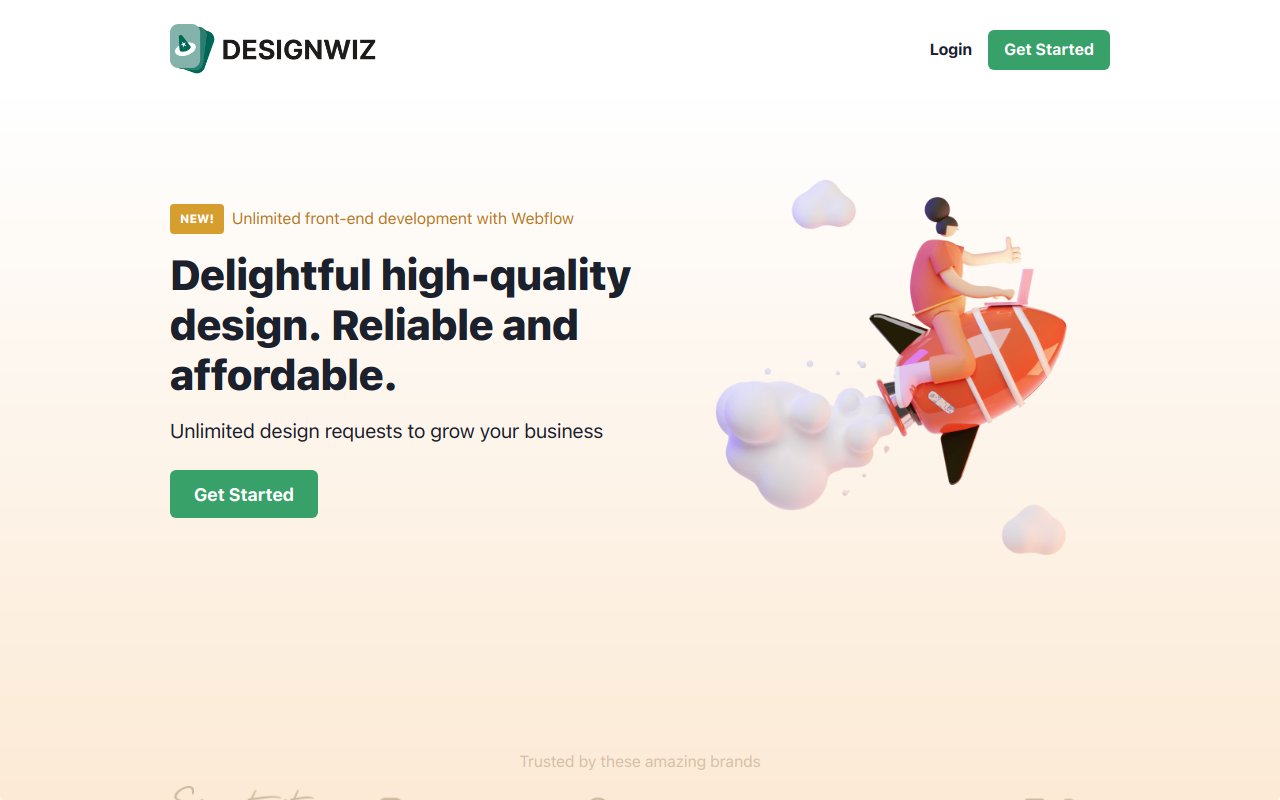 DESIGNWIZ
Login
Get Started
NEW!
Unlimited front-end development with Webflow
Delightful high-quality
design. Reliable and
affordable.
Unlimited design requests to grow your business
Get Started
Trusted by these amazing brands